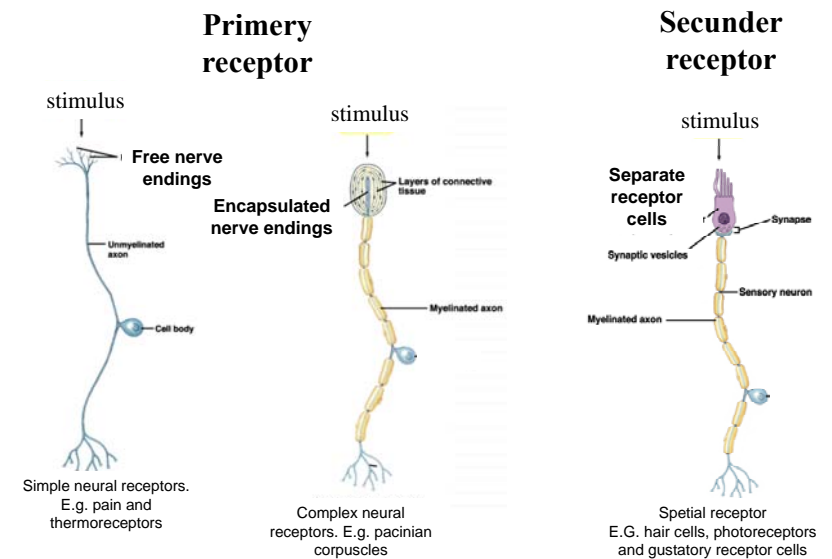 Primery
receptor
Secunder
receptor
stimulus
Free nerve
endings
Unmyelinated
axon
Cell body
Simple neural receptors.
E.g. pain and
thermoreceptors
stimulus
Layers of connective
tissue
Encapsulated
nerve endings
Myelinated axon
Complex neural
receptors. E.g. pacinian
corpuscles
stimulus
Separate
receptor
cells
Synapse
Synaptic vesicles
Sensory neuron
Myelinated axon
Spetial receptor
E.G. hair cells, photoreceptors
and gustatory receptor cells